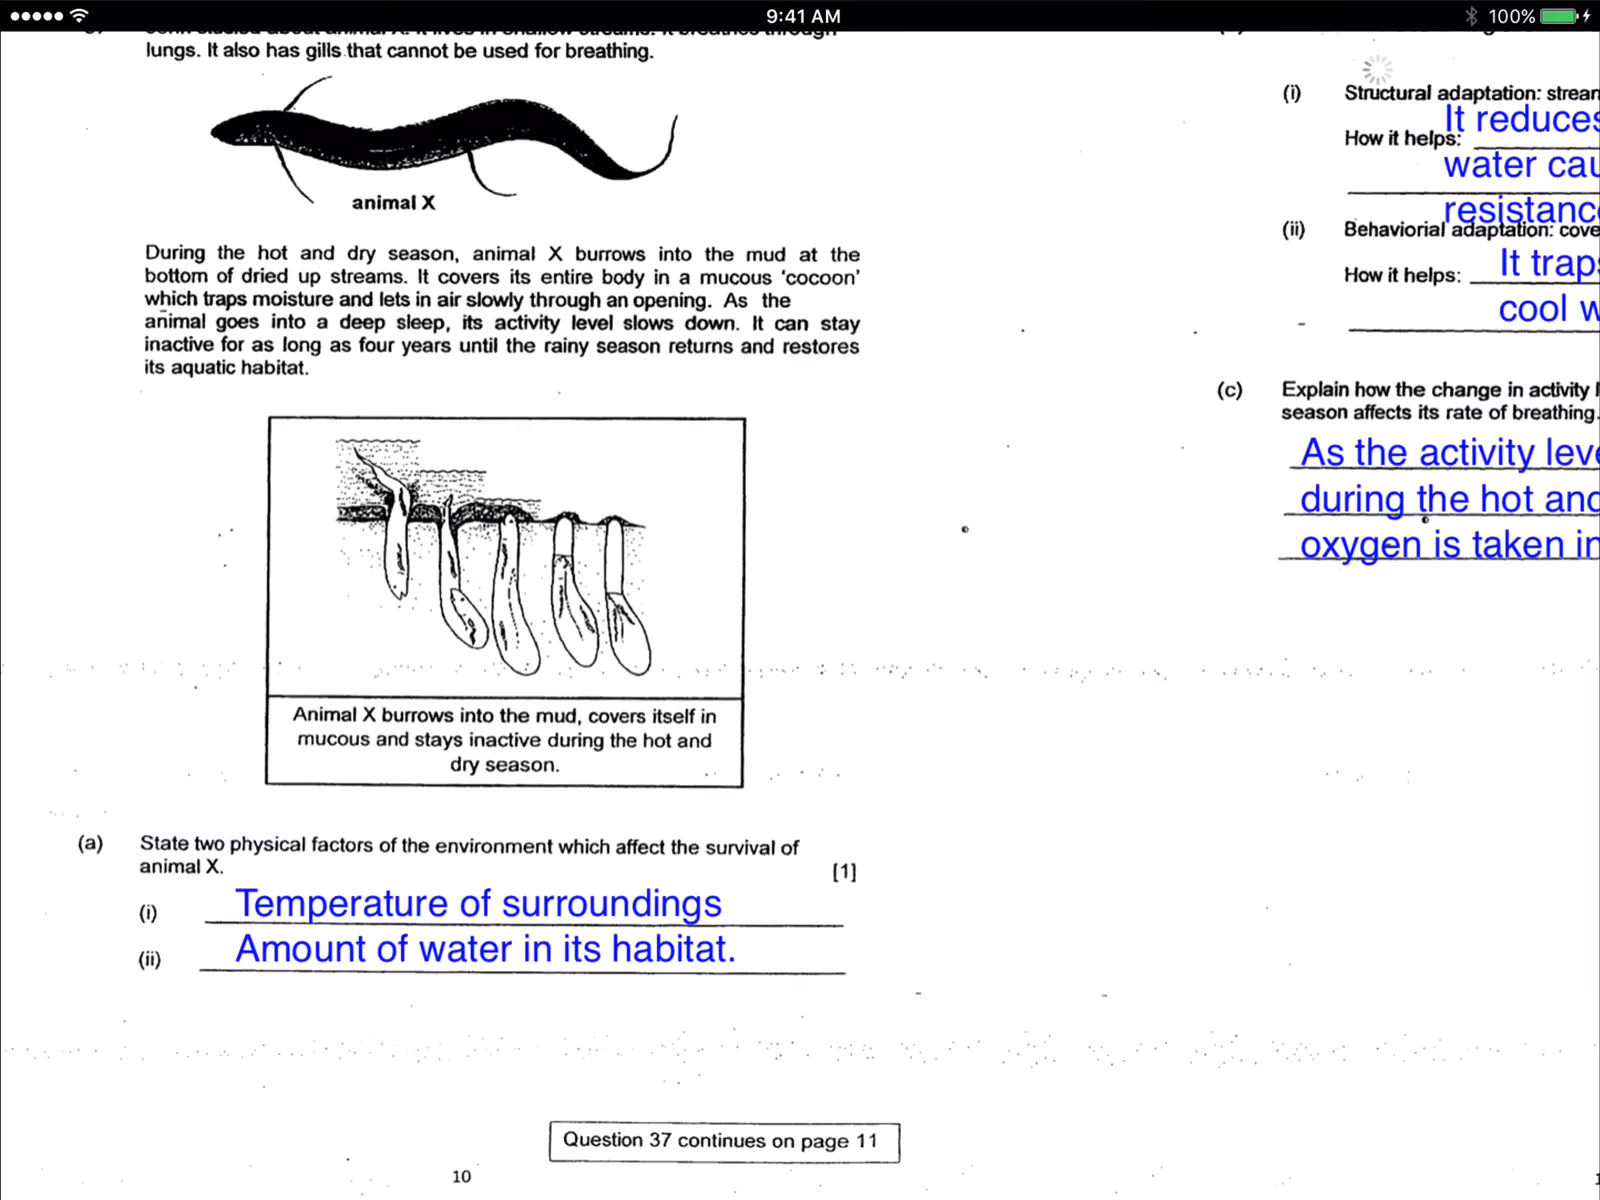 9:41 AM
100%
lungs. It also has gills that cannot be used for breathing.
animal X
During the hot and dry season, animal X burrows into the mud at the
bottom of dried up streams. It covers its entire body in a mucous 'cocoon'
which traps moisture and lets in air slowly through an opening. As the
animal goes into a deep sleep, its activity level slows down. It can stay
inactive for as long as four years until the rainy season returns and restores
its aquatic habitat.
Animal X burrows into the mud, covers itself in
mucous and stays inactive during the hot and
dry season.
(a) State two physical factors of the environment which affect the survival of
animal X. [1]
(i) Temperature of surroundings
(ii) Amount of water in its habitat.
Question 37 continues on page 11
10
(i) Structural adaptation:
It reduces
How it helps:
water
(ii) Behaviorial adaptation:
How it helps: It
cool
(c) Explain how the change in activity
season affects its rate of breathing.
As the activity
during the hot and
oxygen is taken in